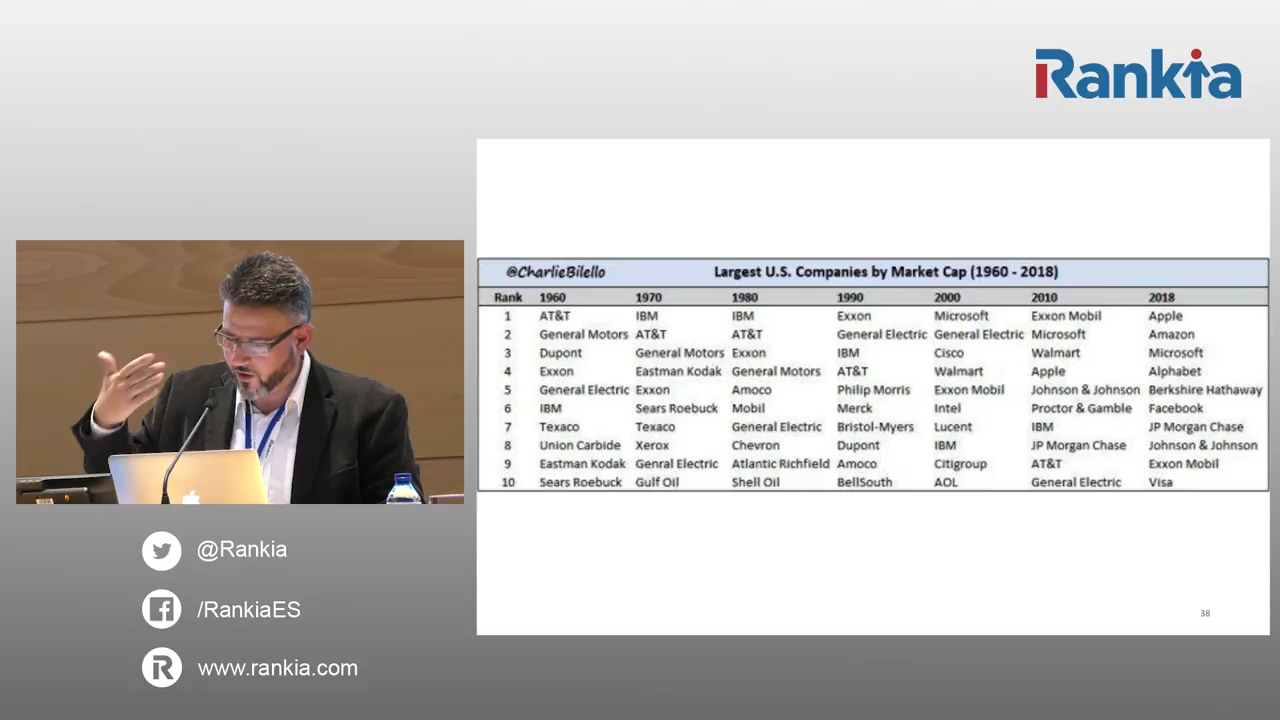 Rankia
@CharlieBilello Largest U.S. Companies by Market Cap (1960 - 2018)
Rank 1960 1970 1980 1990 2000 2010 2018
1 AT&T IBM IBM Exxon Microsoft Exxon Mobil Apple
2 General Motors AT&T AT&T General Electric General Electric Microsoft Amazon
3 Dupont General Motors Exxon IBM Cisco Walmart Microsoft
4 Exxon Eastman Kodak General Motors AT&T Walmart Apple Alphabet
5 General Electric Exxon Amoco Philip Morris Exxon Mobil Johnson & Johnson Berkshire Hathaway
6 IBM Sears Roebuck Mobil Merck Intel Proctor & Gamble Facebook
7 Texaco Texaco General Electric Bristol-Myers Lucent IBM JP Morgan Chase
8 Union Carbide Xerox Chevron Dupont IBM JP Morgan Chase Johnson & Johnson
9 Eastman Kodak Genral Electric Atlantic Richfield Amoco Citigroup AT&T Exxon Mobil
10 Sears Roebuck Gulf Oil Shell Oil BellSouth AOL General Electric Visa
38
@Rankia
/RankiaES
www.rankia.com